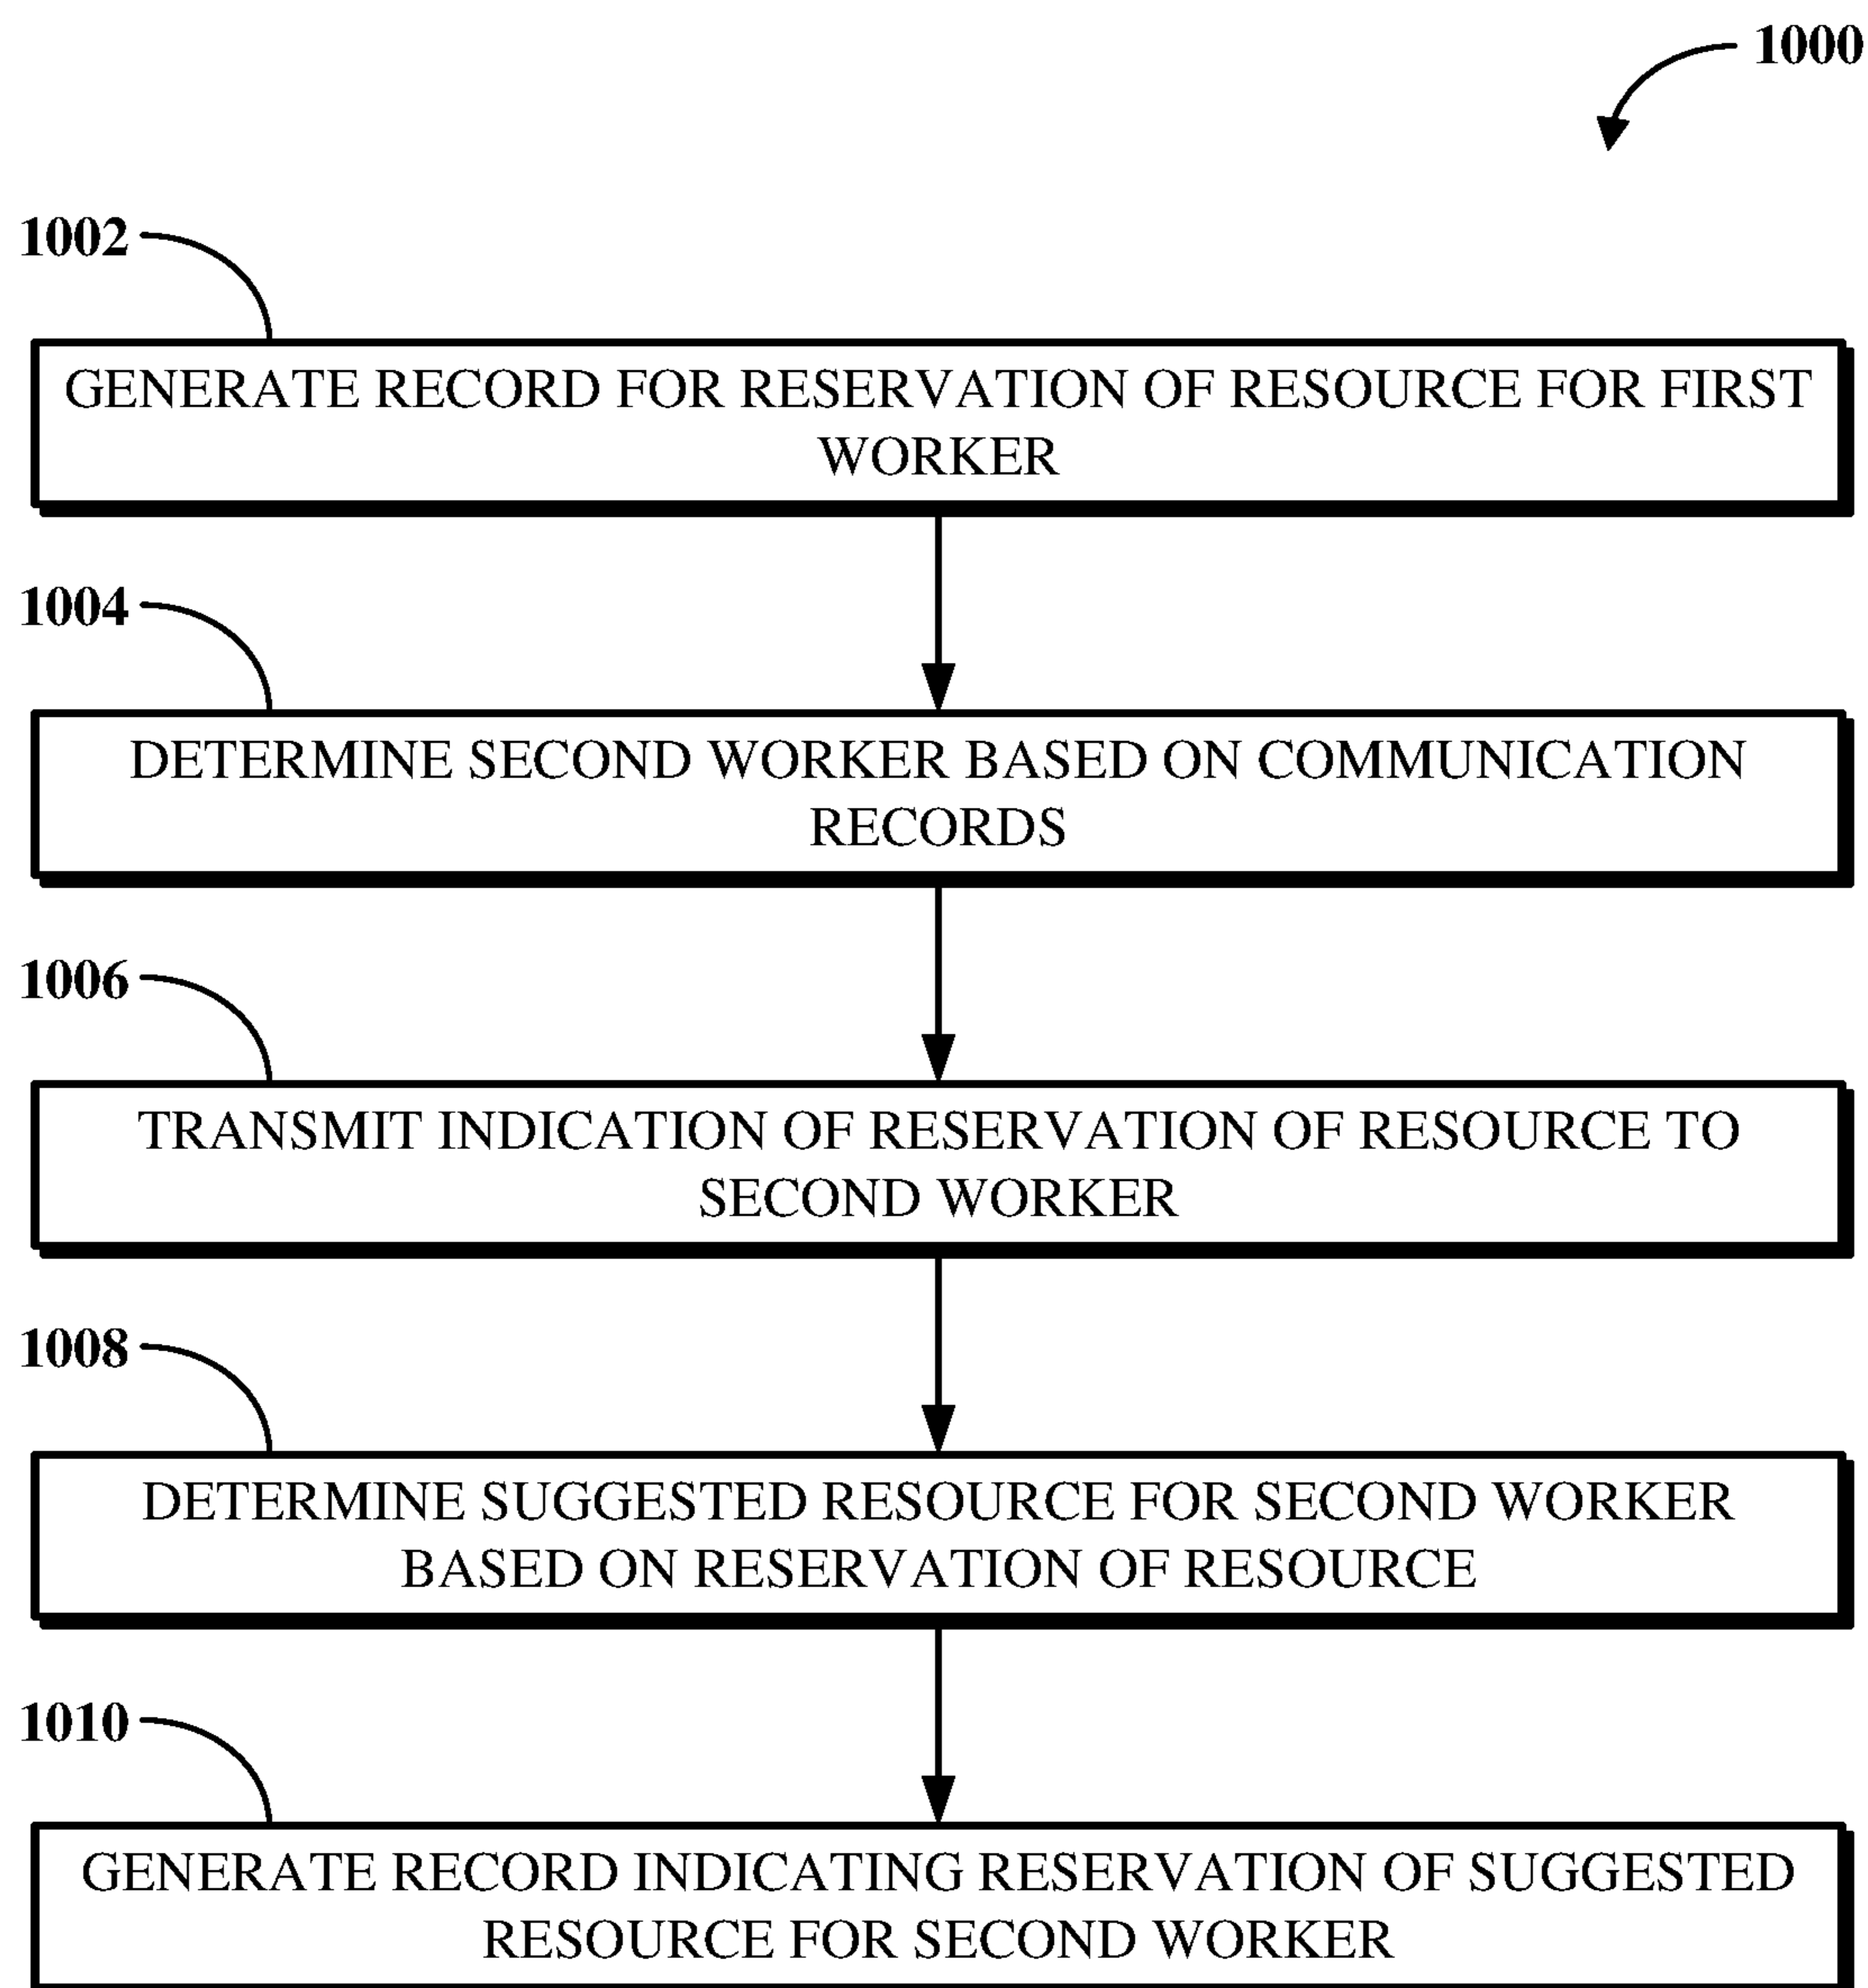 1000
1002
GENERATE RECORD FOR RESERVATION OF RESOURCE FOR FIRST
WORKER
1004
DETERMINE SECOND WORKER BASED ON COMMUNICATION
RECORDS
1006
TRANSMIT INDICATION OF RESERVATION OF RESOURCE TO
SECOND WORKER
1008
DETERMINE SUGGESTED RESOURCE FOR SECOND WORKER
BASED ON RESERVATION OF RESOURCE
1010
GENERATE RECORD INDICATING RESERVATION OF SUGGESTED
RESOURCE FOR SECOND WORKER